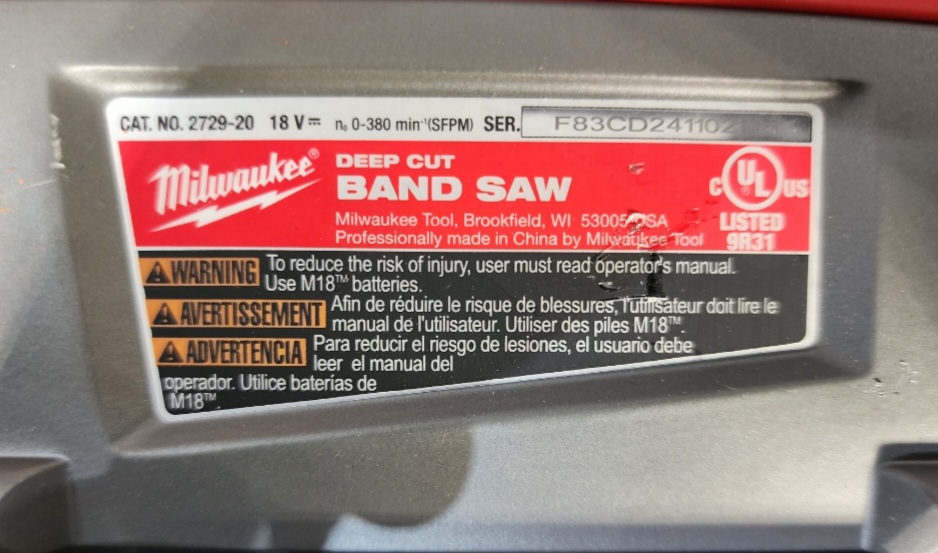 CAT. NO. 2729-20 18 V⎓ n₀ 0-380 min⁻¹(SFPM) SER.
Milwaukee®
DEEP CUT
BAND SAW
Milwaukee Tool, Brookfield, WI 53005 USA
Professionally made in China by Milwaukee Tool
C UL US
LISTED
9R31
WARNING To reduce the risk of injury, user must read operator's manual.
Use M18™ batteries.
AVERTISSEMENT Afin de réduire le risque de blessures, l'utilisateur doit lire le
manual de l'utilisateur. Utiliser des piles M18™.
ADVERTENCIA Para reducir el riesgo de lesiones, el usuario debe
leer el manual del
operador. Utilice baterías de
M18™